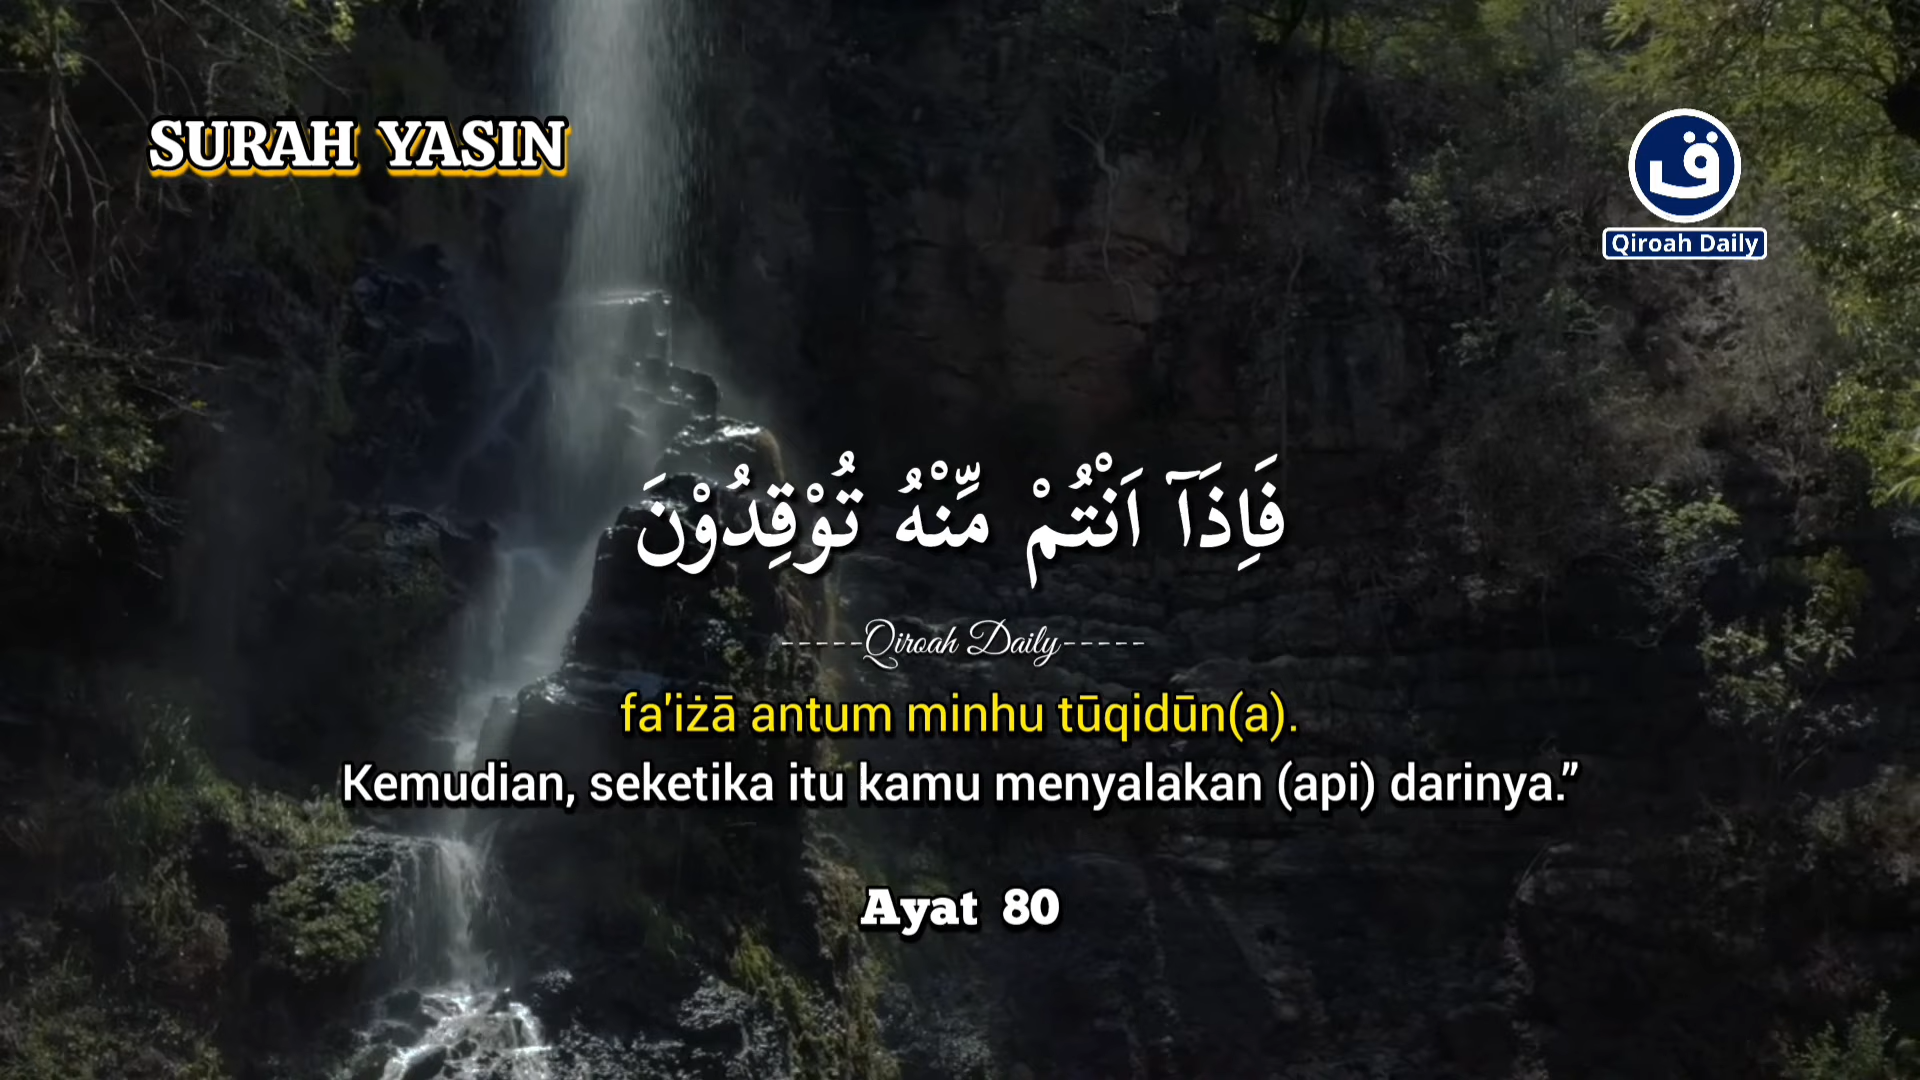 SURAH YASIN
ق
Qiroah Daily
فَاِذَآ اَنْتُمْ مِّنْهُ تُوْقِدُوْنَ
-----Qiroah Daily-----
fa'iżā antum minhu tūqidūn(a).
Kemudian, seketika itu kamu menyalakan (api) darinya.”
Ayat 80